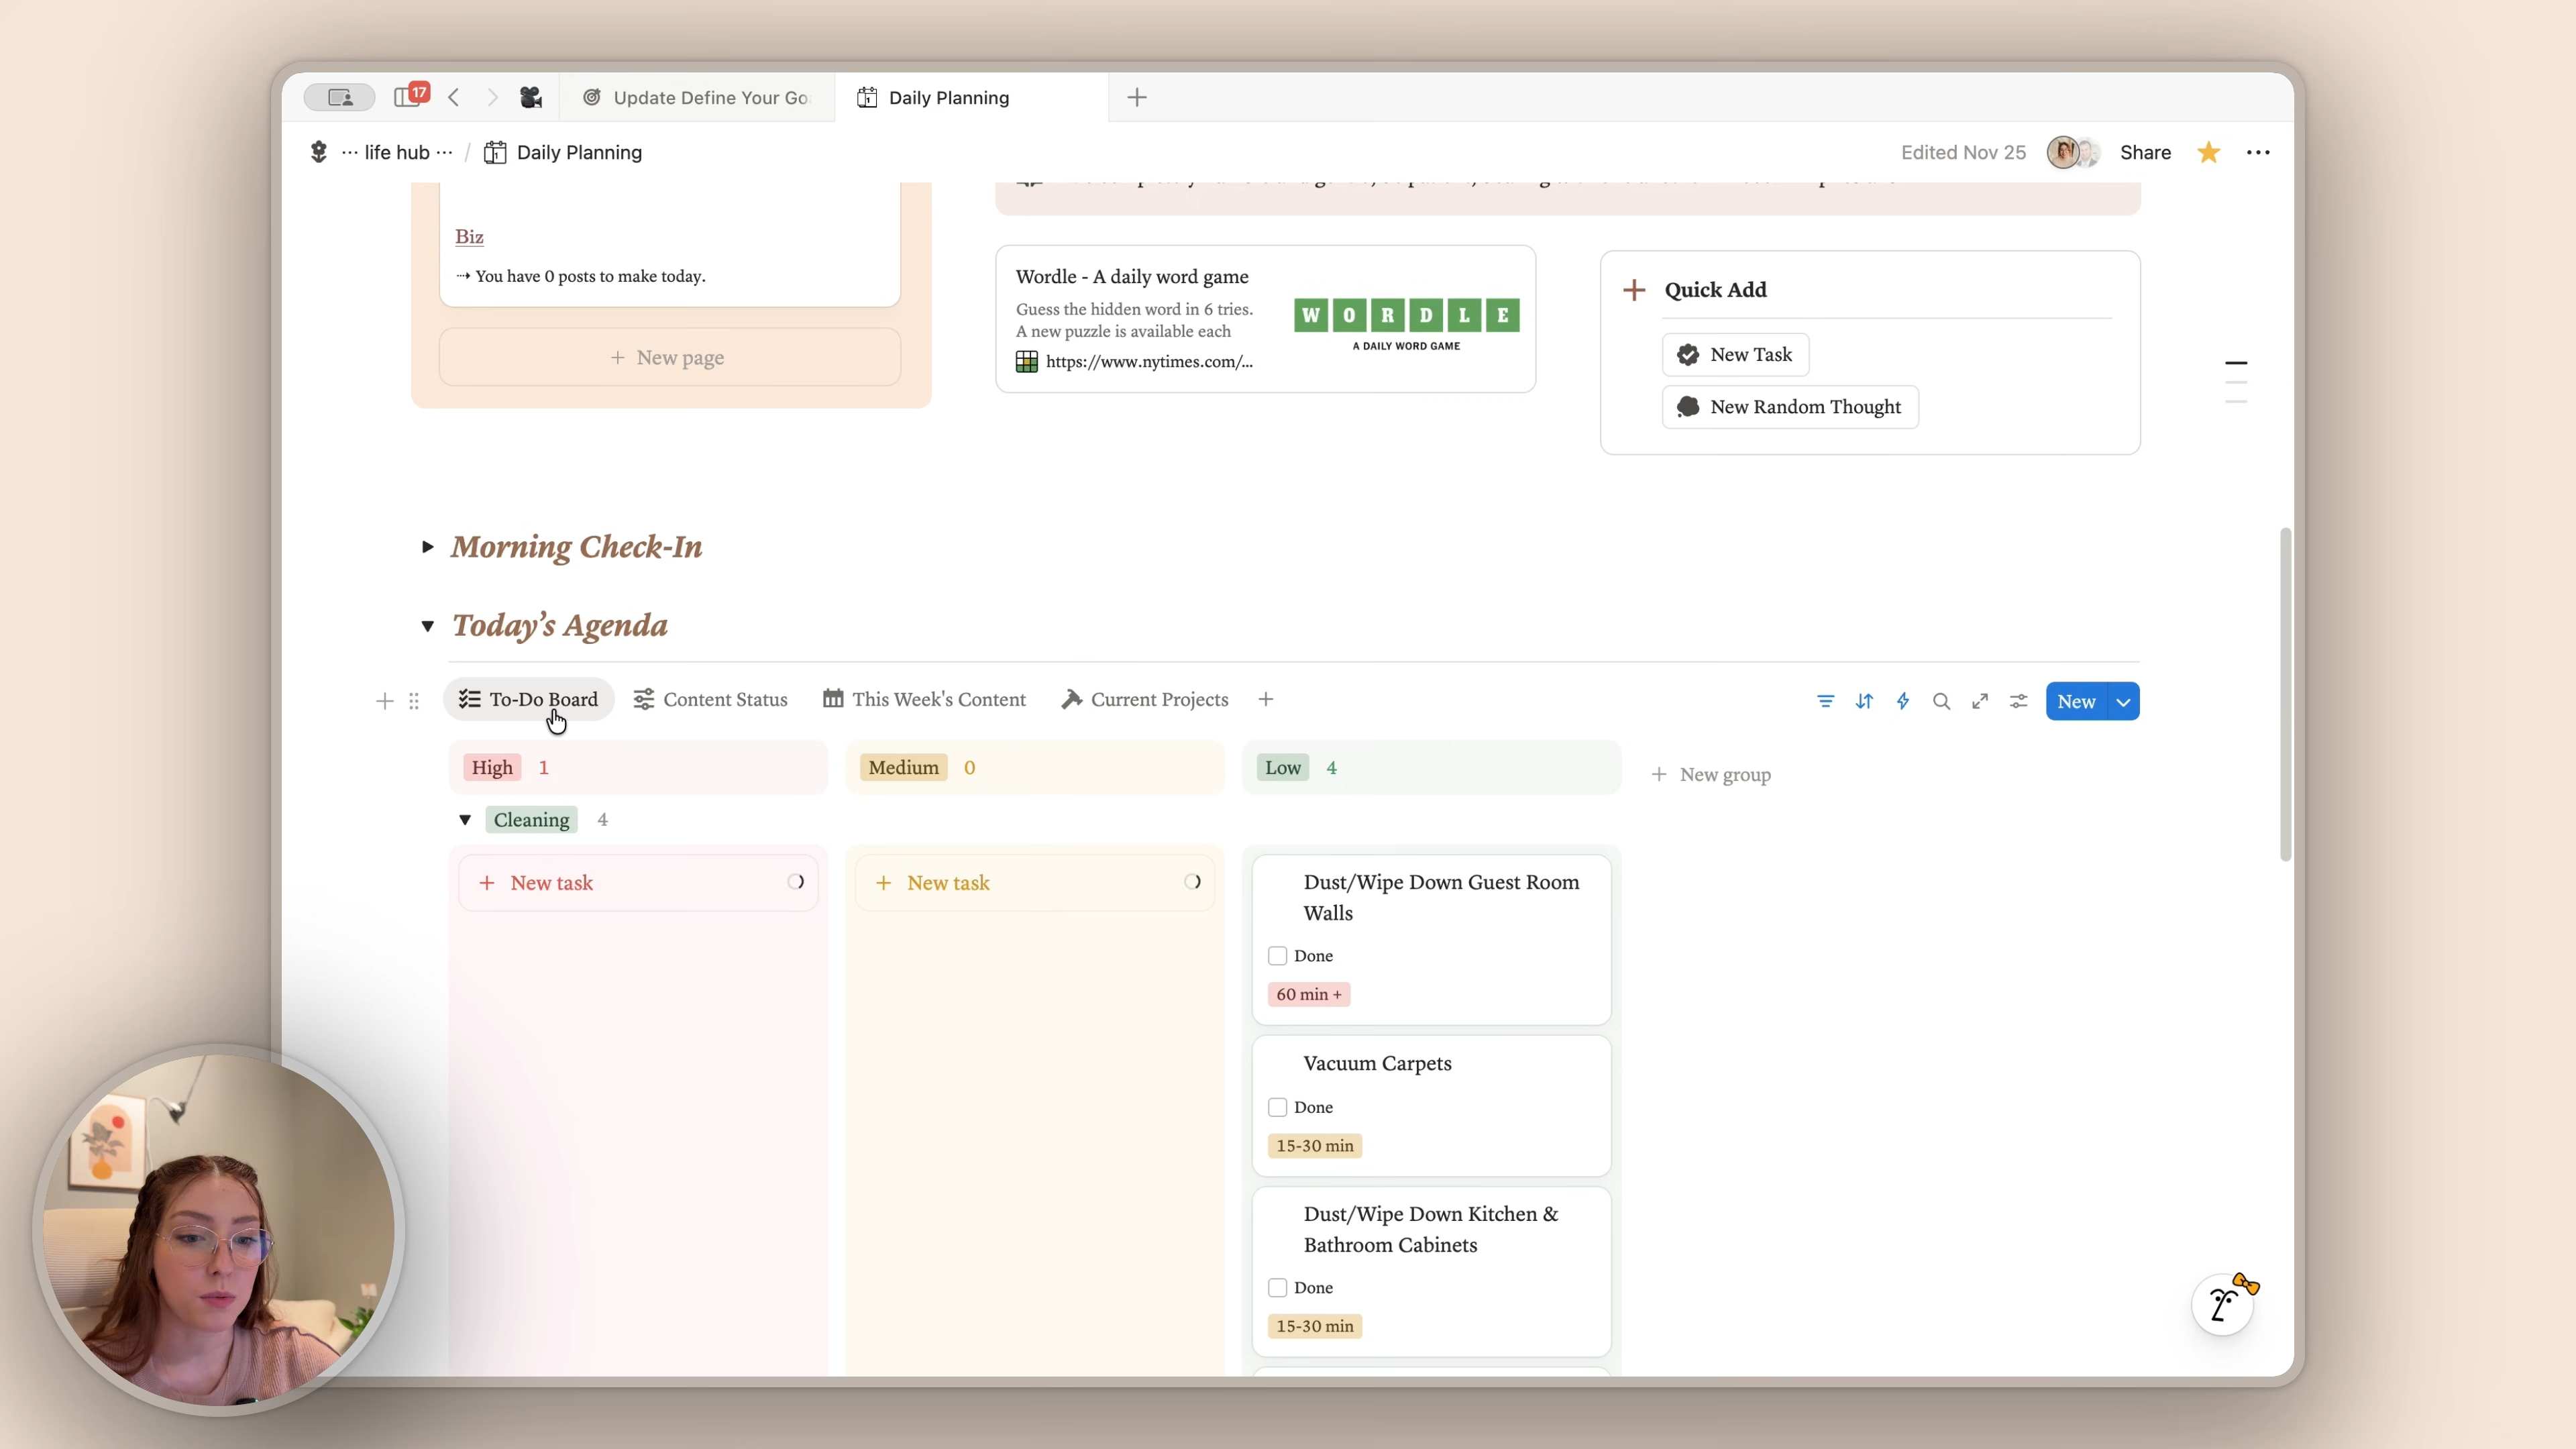 17
Update Define Your Go
Daily Planning
··· life hub ··· / Daily Planning
Edited Nov 25
Share
Biz
⇢ You have 0 posts to make today.
+ New page
Wordle - A daily word game
Guess the hidden word in 6 tries.
A new puzzle is available each
https://www.nytimes.com/...
WORDLE
A DAILY WORD GAME
Quick Add
New Task
New Random Thought
Morning Check-In
Today's Agenda
To-Do Board
Content Status
This Week's Content
Current Projects
New
High 1
Medium 0
Low 4
+ New group
Cleaning 4
+ New task
+ New task
Dust/Wipe Down Guest Room
Walls
Done
60 min +
Vacuum Carpets
Done
15-30 min
Dust/Wipe Down Kitchen &
Bathroom Cabinets
Done
15-30 min